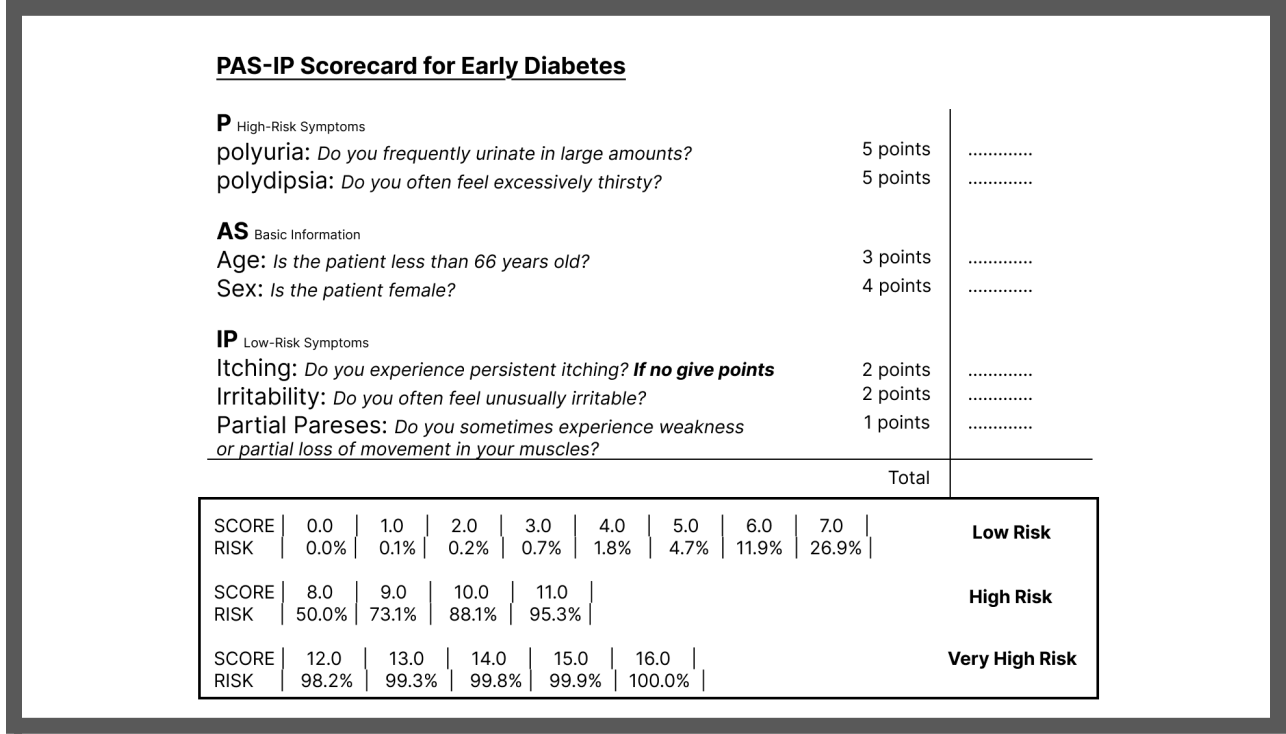 PAS-IP Scorecard for Early Diabetes
P High-Risk Symptoms
polyuria: Do you frequently urinate in large amounts? 5 points .............
polydipsia: Do you often feel excessively thirsty? 5 points .............
AS Basic Information
Age: Is the patient less than 66 years old? 3 points .............
Sex: Is the patient female? 4 points .............
IP Low-Risk Symptoms
Itching: Do you experience persistent itching? If no give points 2 points .............
Irritability: Do you often feel unusually irritable? 2 points .............
Partial Pareses: Do you sometimes experience weakness 1 points .............
or partial loss of movement in your muscles?
Total
SCORE | 0.0 | 1.0 | 2.0 | 3.0 | 4.0 | 5.0 | 6.0 | 7.0 | Low Risk
RISK | 0.0% | 0.1% | 0.2% | 0.7% | 1.8% | 4.7% | 11.9% | 26.9% |
SCORE | 8.0 | 9.0 | 10.0 | 11.0 | High Risk
RISK | 50.0% | 73.1% | 88.1% | 95.3% |
SCORE | 12.0 | 13.0 | 14.0 | 15.0 | 16.0 | Very High Risk
RISK | 98.2% | 99.3% | 99.8% | 99.9% | 100.0% |